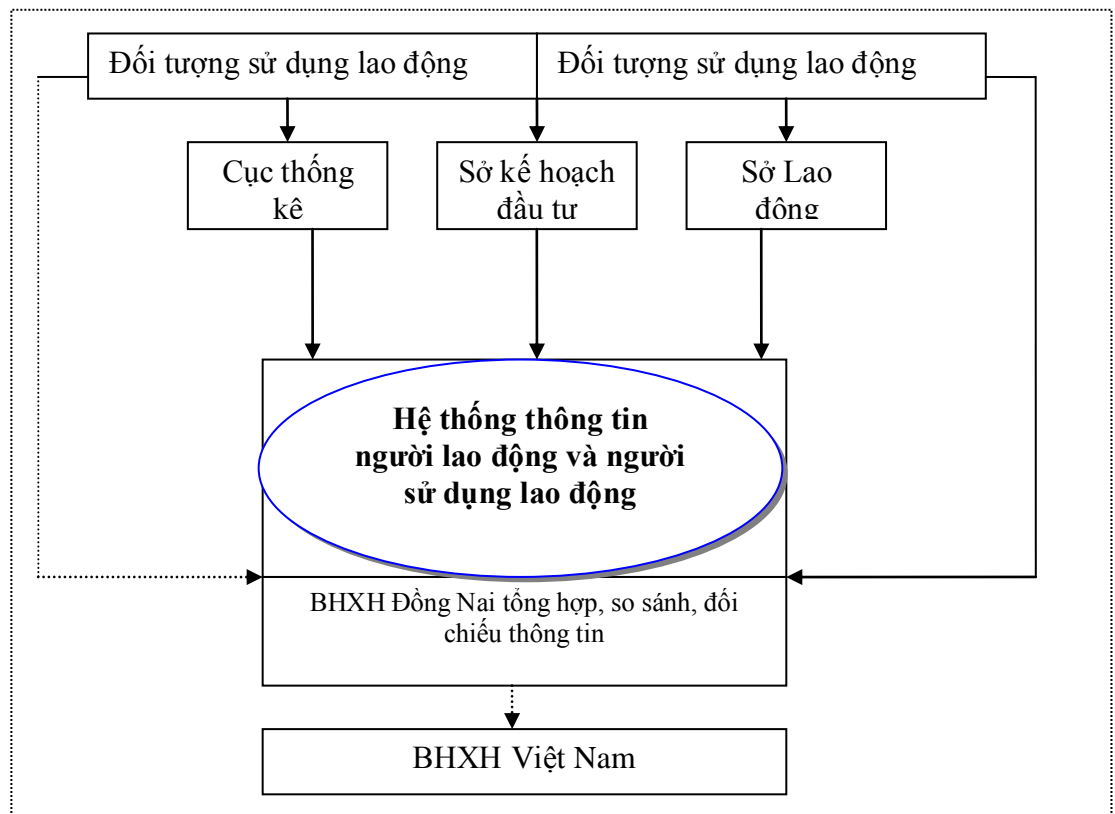 Đối tượng sử dụng lao động
Đối tượng sử dụng lao động
Cục thống
kê
Sở kế hoạch
đầu tư
Sở Lao
động
Hệ thống thông tin
người lao động và người
sử dụng lao động
BHXH Đồng Nai tổng hợp, so sánh, đối
chiếu thông tin
BHXH Việt Nam